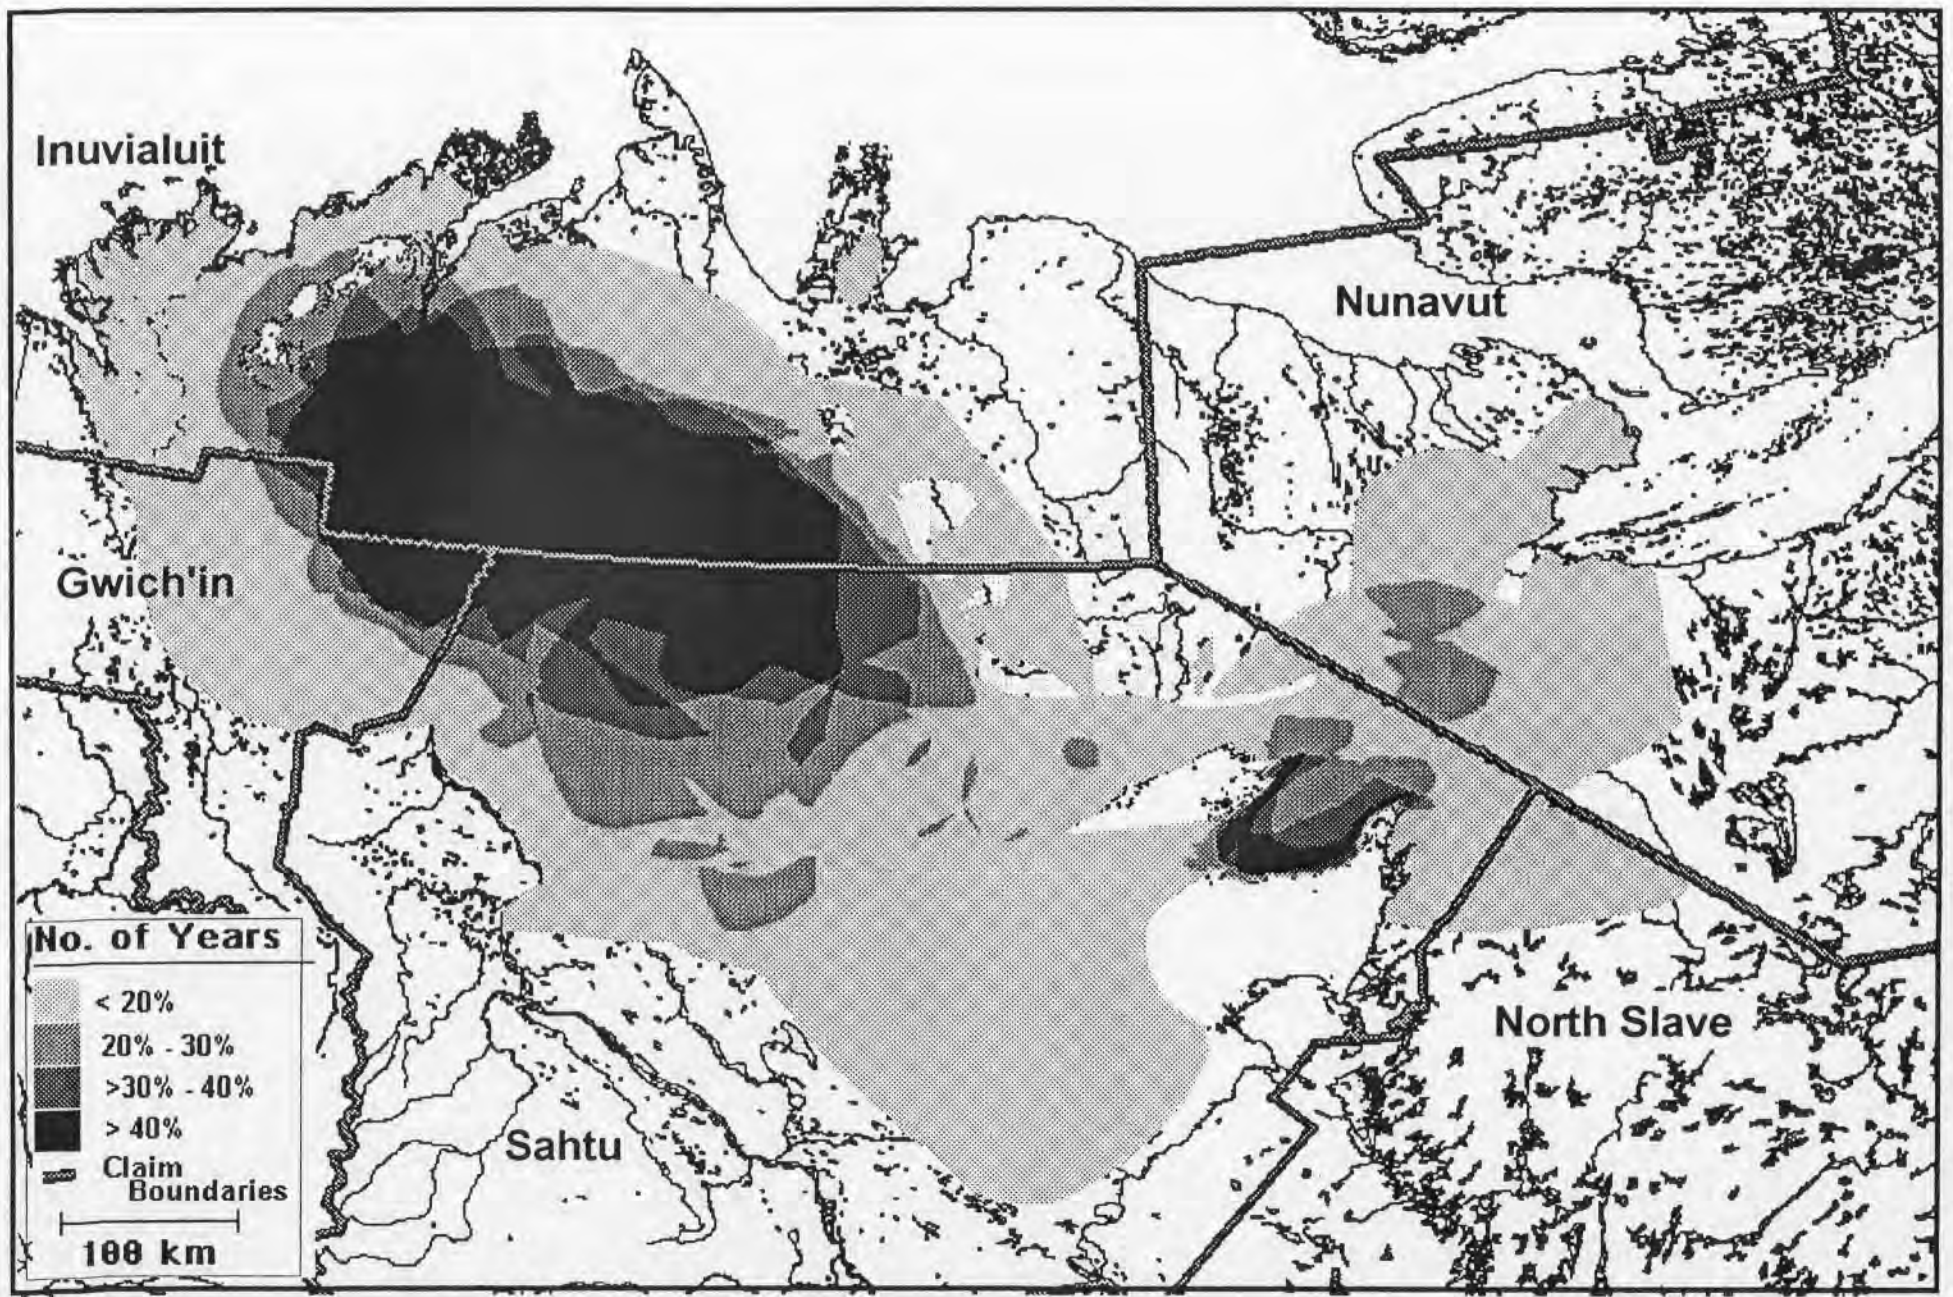 Inuvialuit
Nunavut
Gwich'in
No. of Years
< 20%
20% - 30%
>30% - 40%
> 40%
Claim
Boundaries
100 km
Sahtu
North Slave